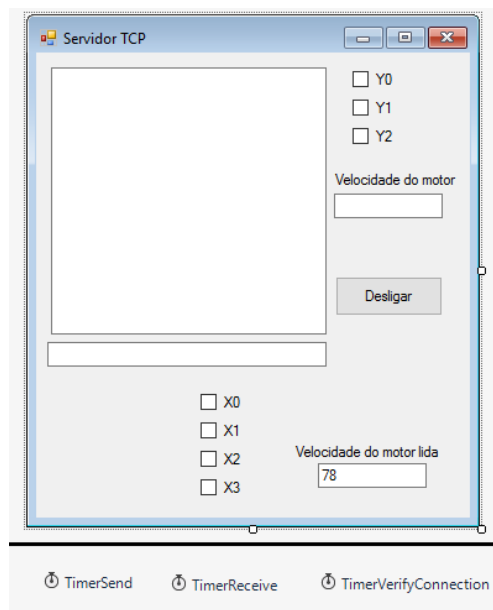 Servidor TCP
Y0
Y1
Y2
Velocidade do motor
Desligar
X0
X1
X2
X3
Velocidade do motor lida
78
TimerSend
TimerReceive
TimerVerifyConnection